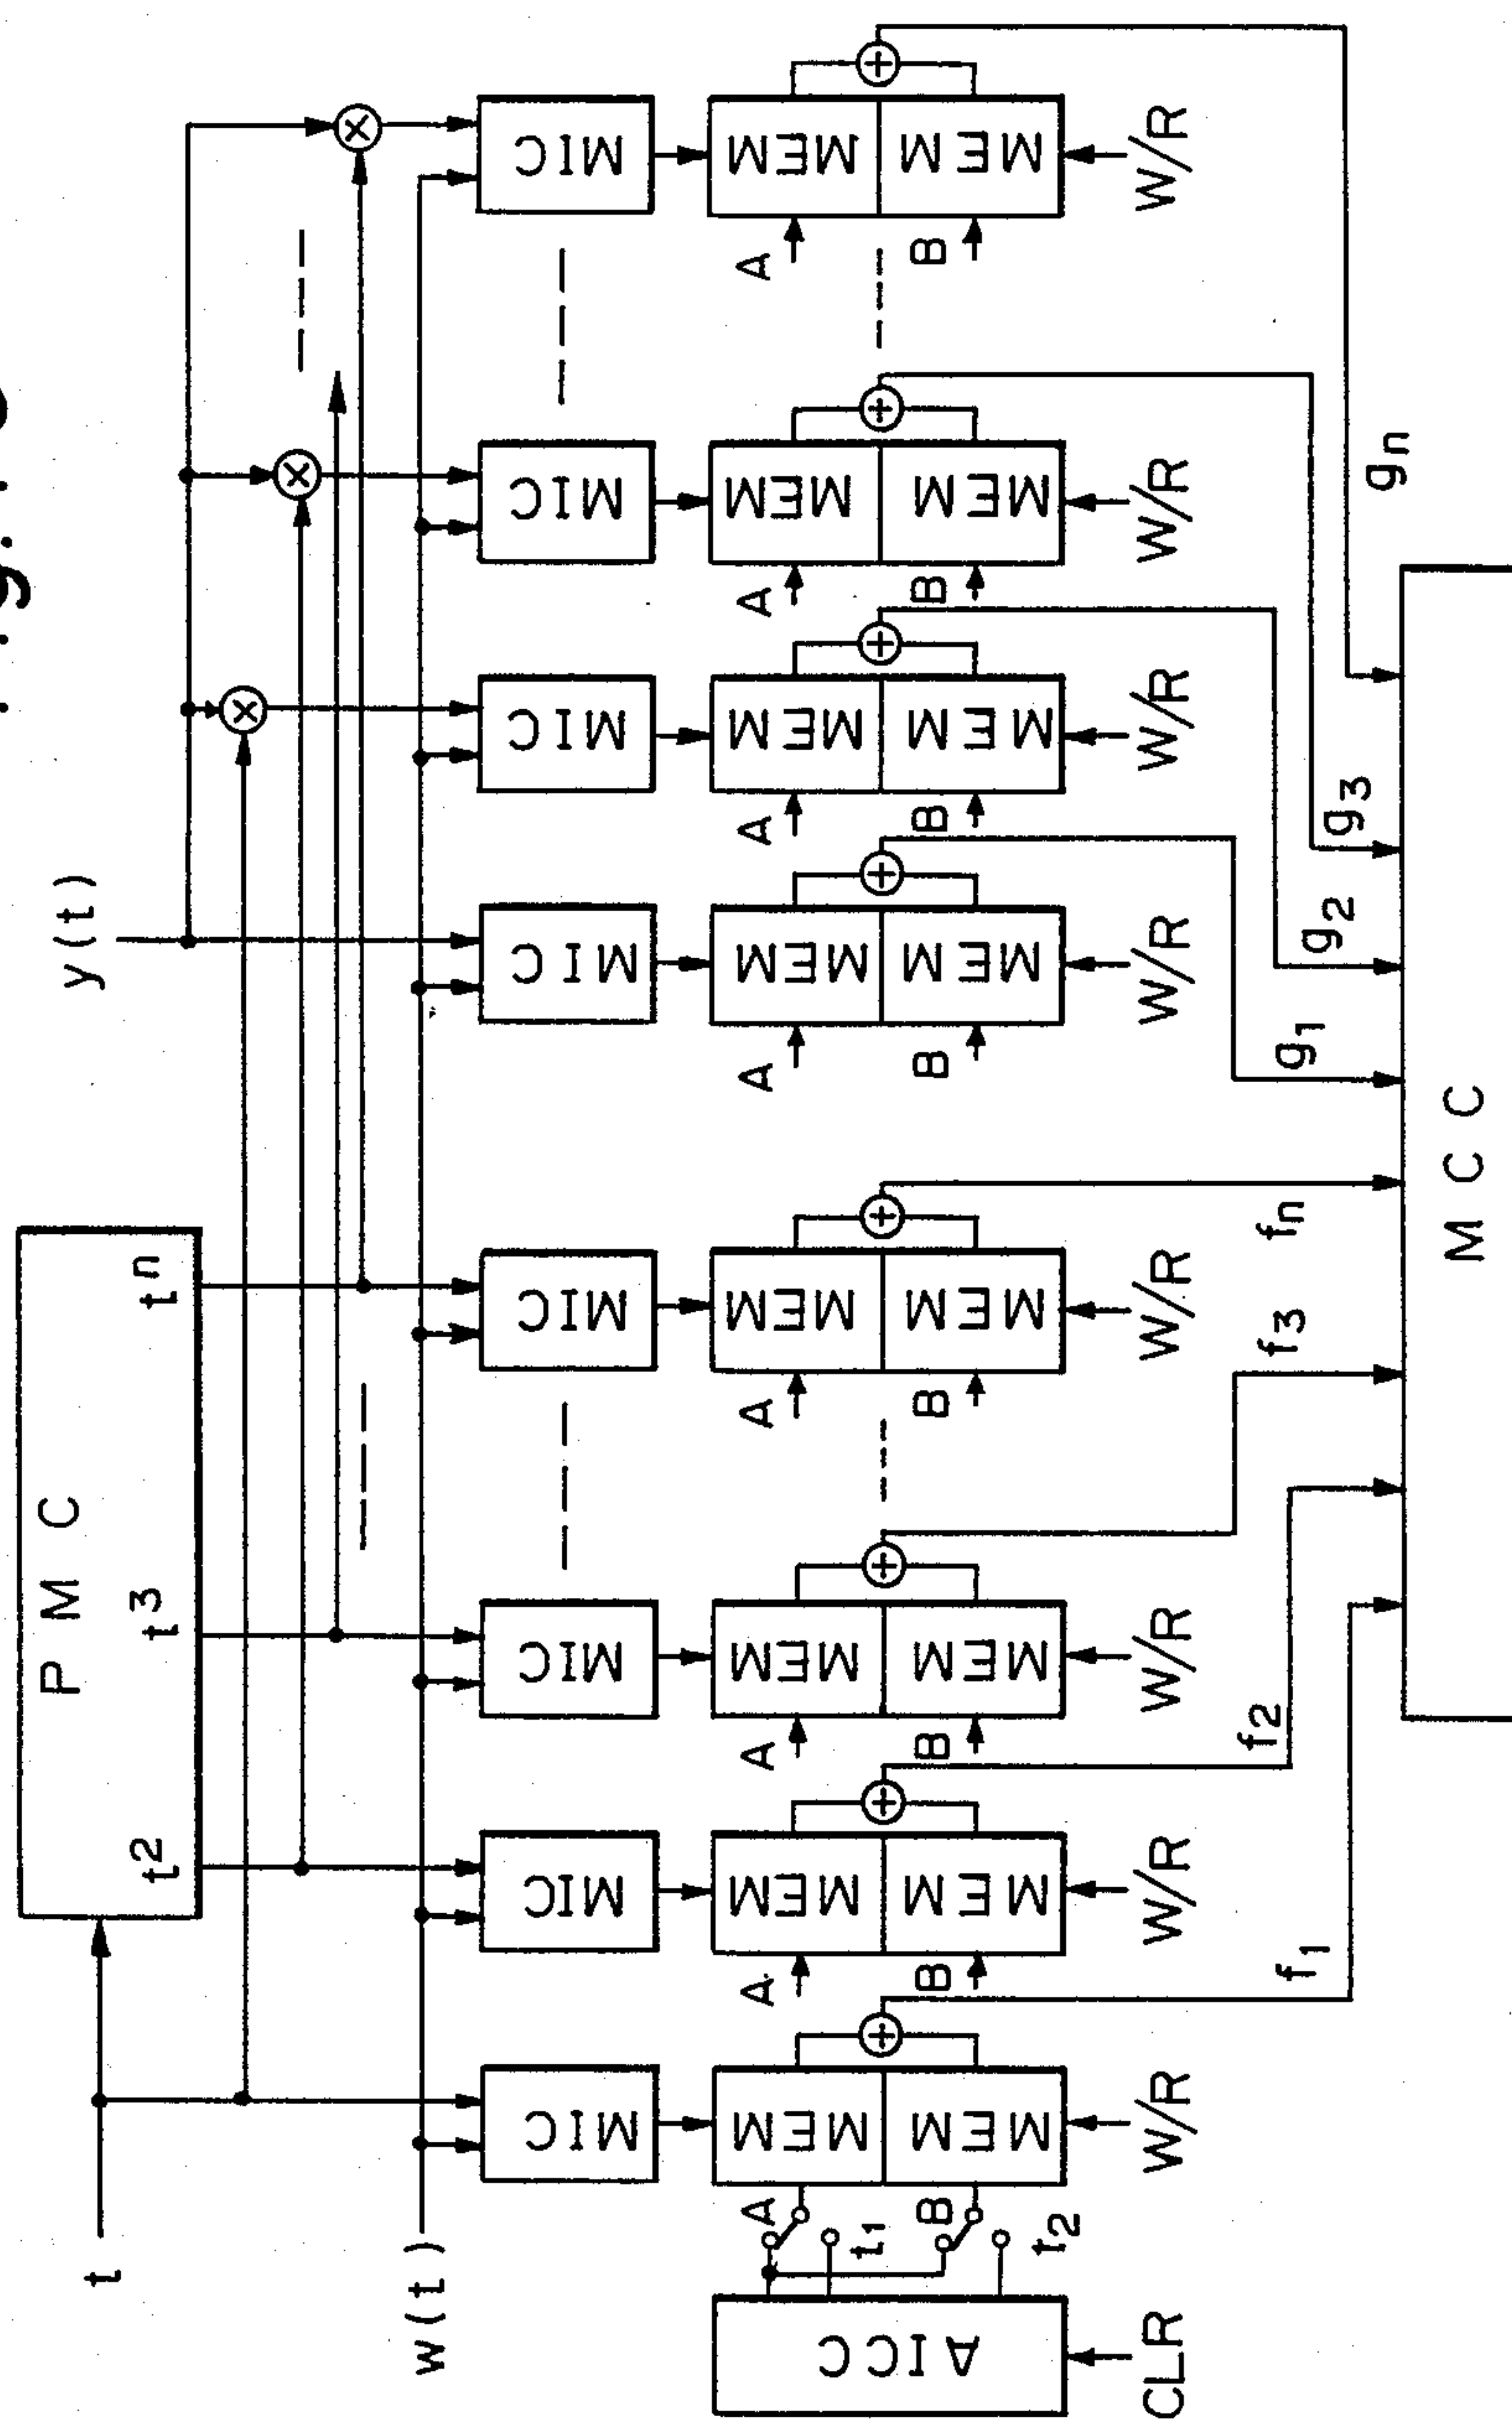 Fig. 
y(t)
t
P M C
t2 t3 tn
w(t)
MIC MIC MIC MIC MIC MIC MIC MIC
AICC
CLR
t1
t2
A A A A A A A A
MEM MEM MEM MEM MEM MEM MEM MEM
B B B B B B B B
MEM MEM MEM MEM MEM MEM MEM MEM
W/R W/R W/R W/R W/R W/R W/R W/R
f1 f2 f3 fn g1 g2 g3 gn
M C C